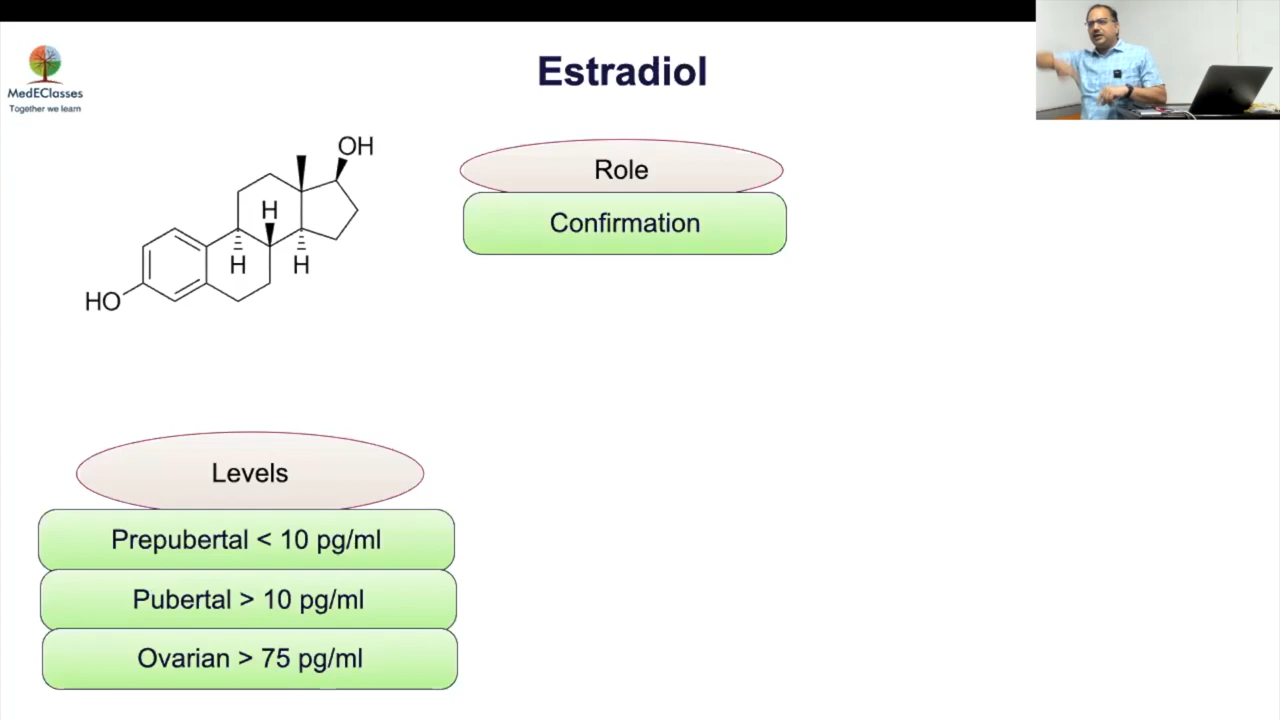 Estradiol
MedEClasses
Together we learn
OH
H
H
H
HO
Role
Confirmation
Levels
Prepubertal < 10 pg/ml
Pubertal > 10 pg/ml
Ovarian > 75 pg/ml